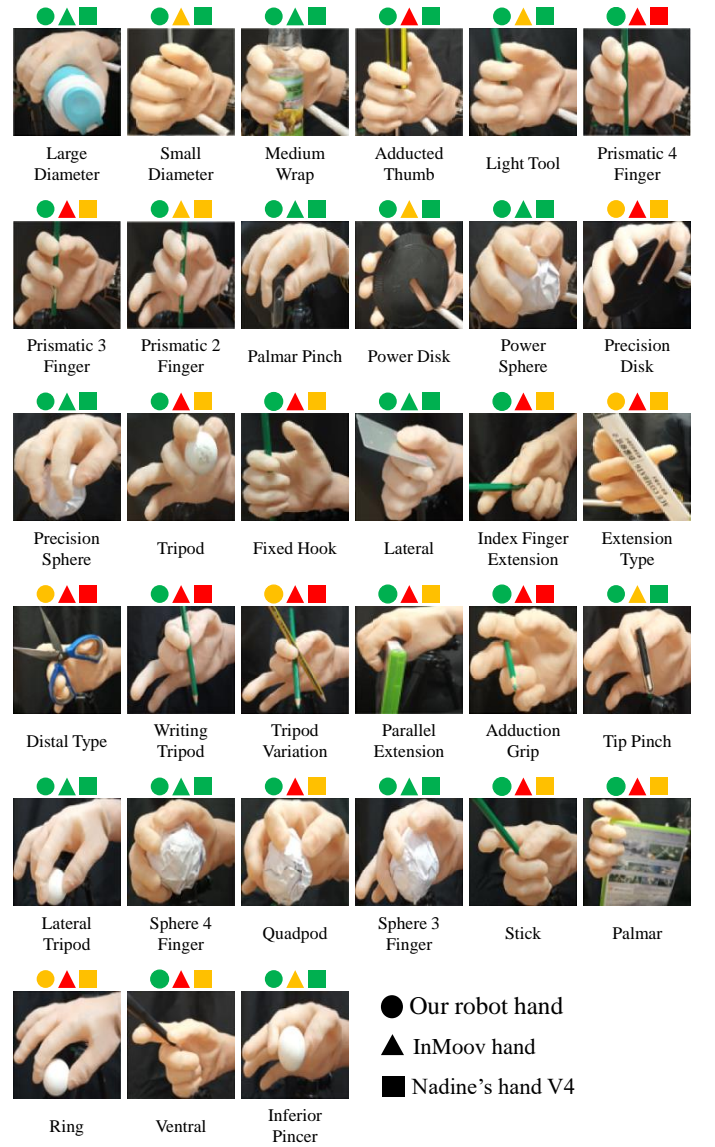 Large
Diameter
Small
Diameter
Medium
Wrap
Adducted
Thumb
Light Tool
Prismatic 4
Finger
Prismatic 3
Finger
Prismatic 2
Finger
Palmar Pinch
Power Disk
Power
Sphere
Precision
Disk
Precision
Sphere
Tripod
Fixed Hook
Lateral
Index Finger
Extension
Extension
Type
Distal Type
Writing
Tripod
Tripod
Variation
Parallel
Extension
Adduction
Grip
Tip Pinch
Lateral
Tripod
Sphere 4
Finger
Quadpod
Sphere 3
Finger
Stick
Palmar
Ring
Ventral
Inferior
Pincer
Our robot hand
InMoov hand
Nadine's hand V4